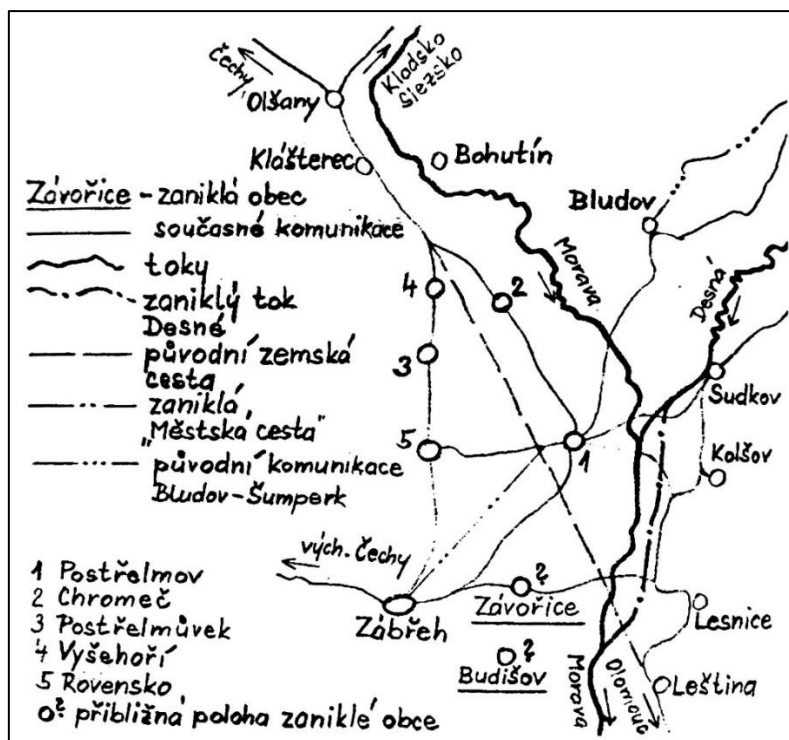 Čechy
Olšany
Kladsko
Slezsko
Klášterec
Bohutín
Bludov
Závořice - zaniklá obec
současné komunikace
toky
zaniklý tok
Desné
původní zemská
cesta
zaniklá
"Městská cesta"
původní komunikace
Bludov-Šumperk
Morava
Desná
4
2
3
5
1
Sudkov
Kolšov
vých. Čechy
Zábřeh
?
Závořice
?
Budišov
Lesnice
Leština
Morava
Olomouc
1 Postřelmov
2 Chromeč
3 Postřelmůvek
4 Vyšehoří
5 Rovensko
? přibližná poloha zaniklé obce